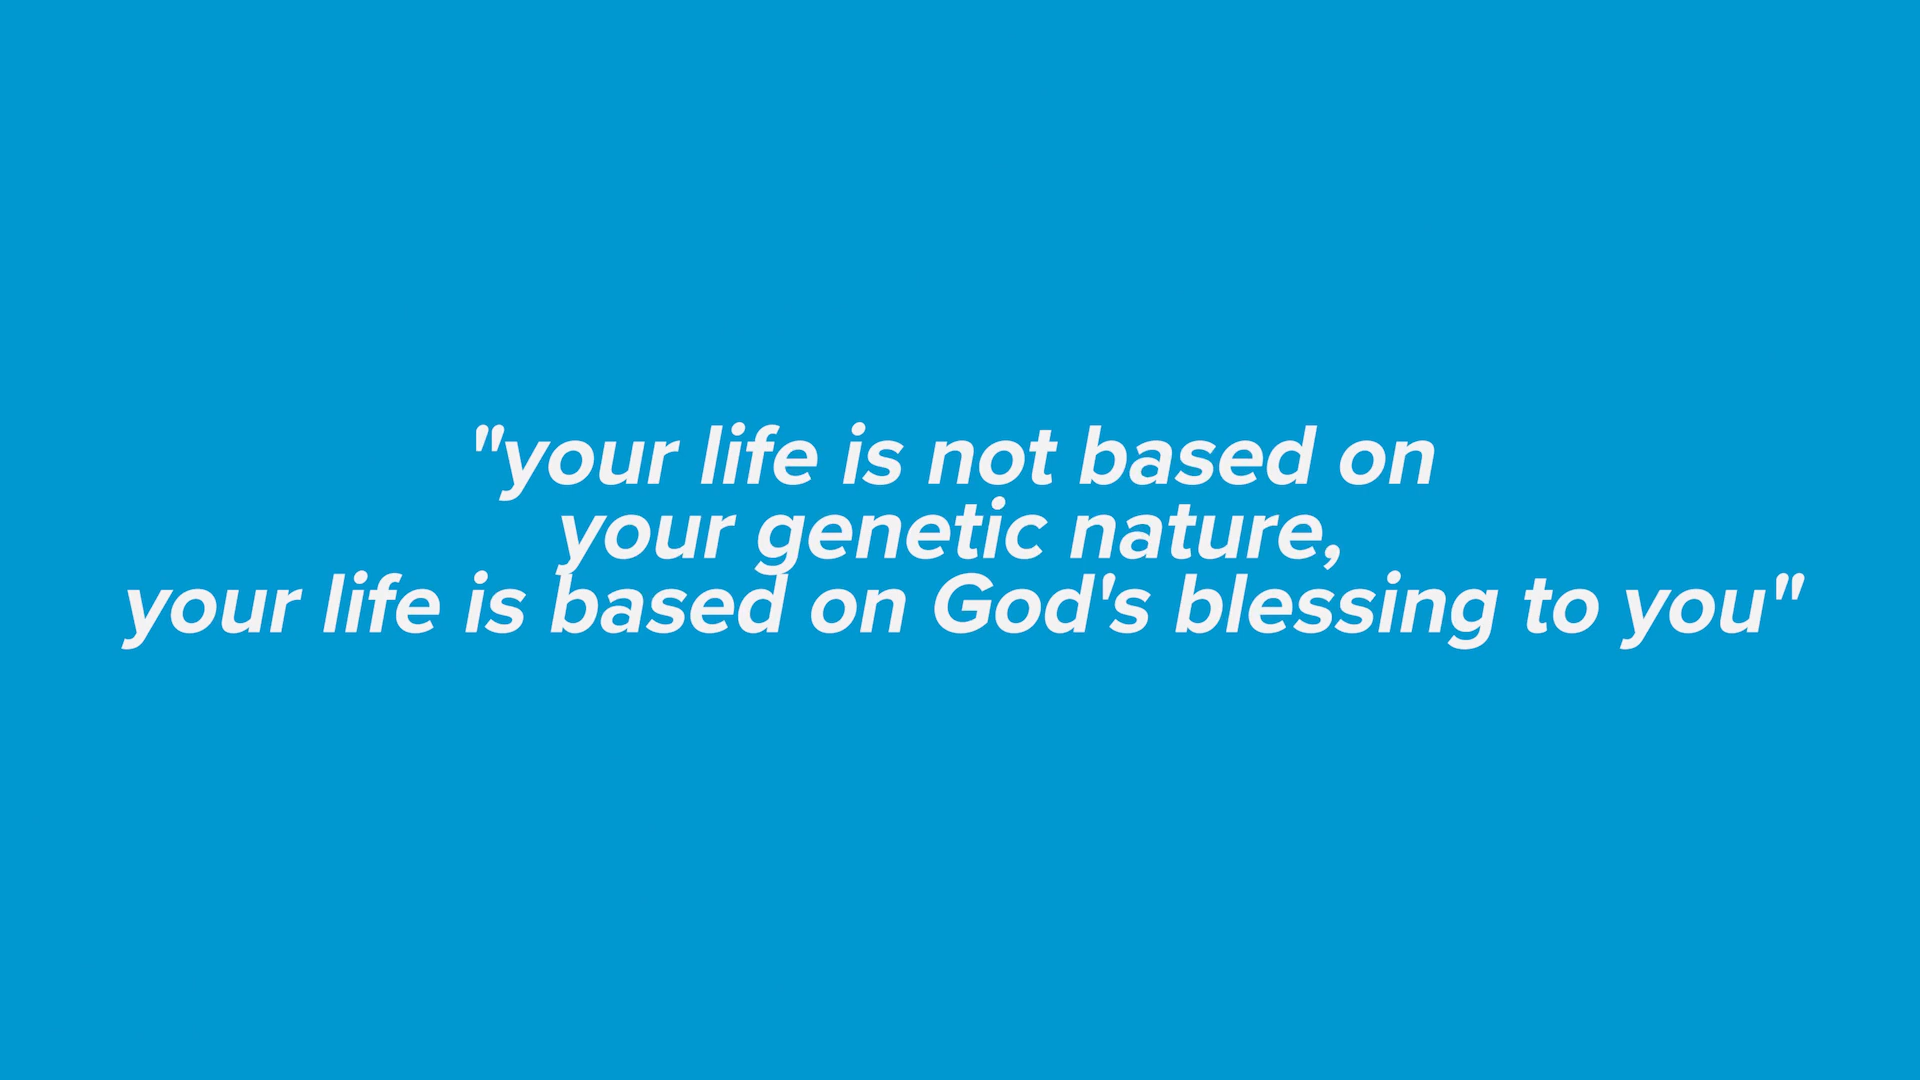 "your life is not based on
your genetic nature,
your life is based on God's blessing to you"